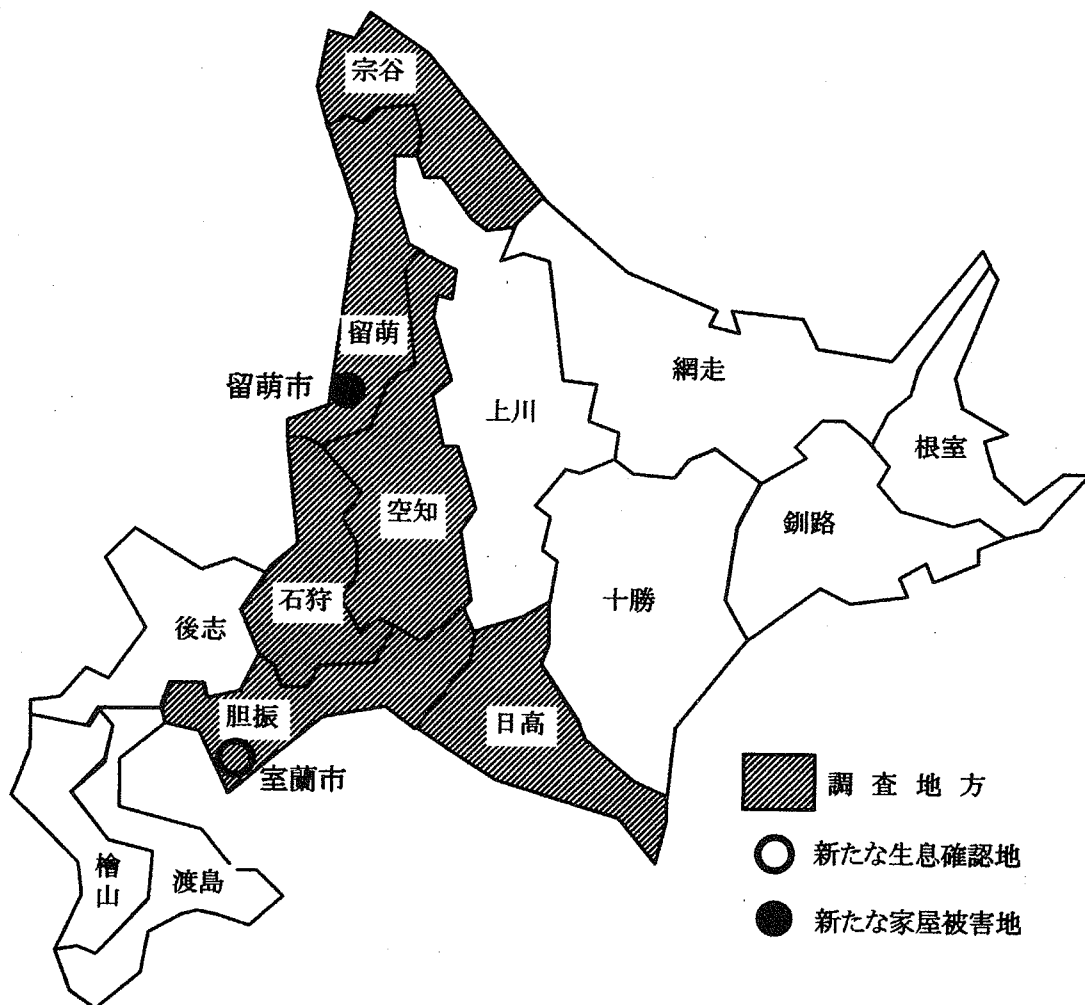 宗谷
留萌
留萌市
網走
上川
根室
空知
釧路
石狩
十勝
後志
胆振
日高
室蘭市
檜山
渡島
調査地方
新たな生息確認地
新たな家屋被害地